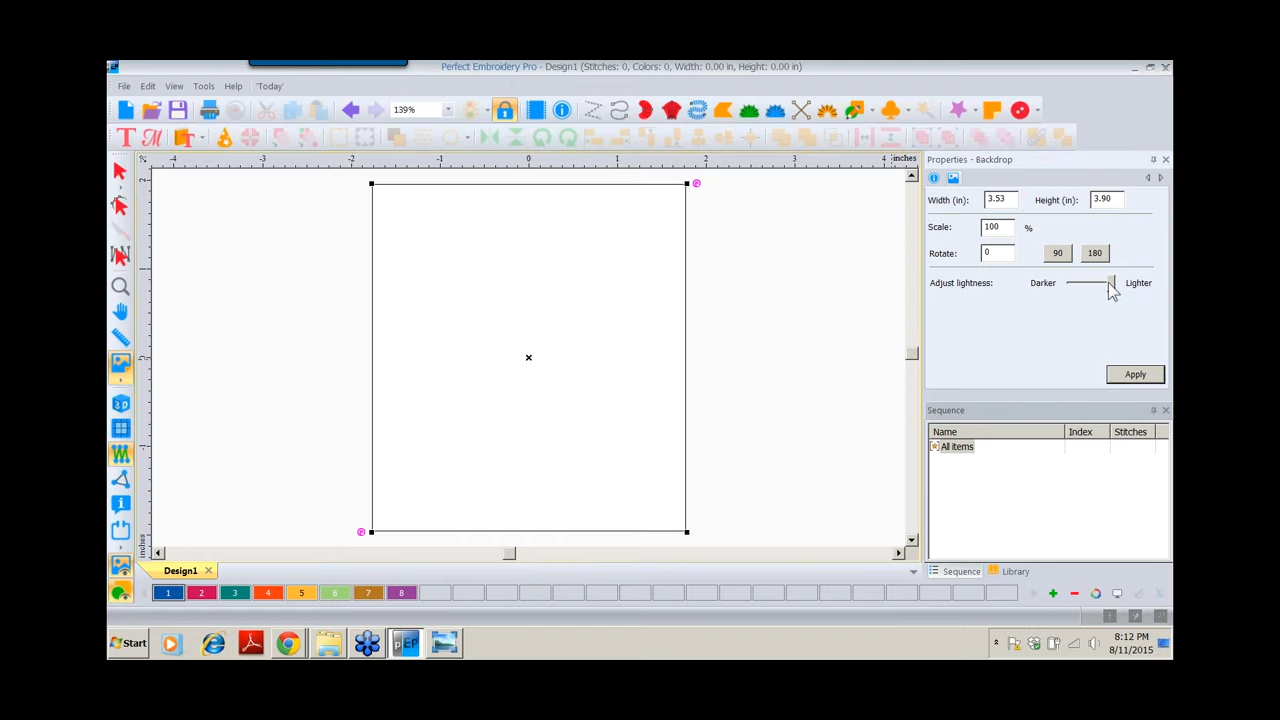 Perfect Embroidery Pro - Design1 (Stitches: 0, Colors: 0, Width: 0.00 in, Height: 0.00 in)
File Edit View Tools Help 'Today'
139%
T M
-4 -3 -2 -1 0 1 2 3 4 inches
Properties - Backdrop
Width (in): 3.53 Height (in): 3.90
Scale: 100 %
Rotate: 0 90 180
Adjust lightness: Darker Lighter
Apply
Sequence
Name Index Stitches
All items
inches
Design1
Sequence Library
1 2 3 4 5 6 7 8
Start
EP
8:12 PM
8/11/2015